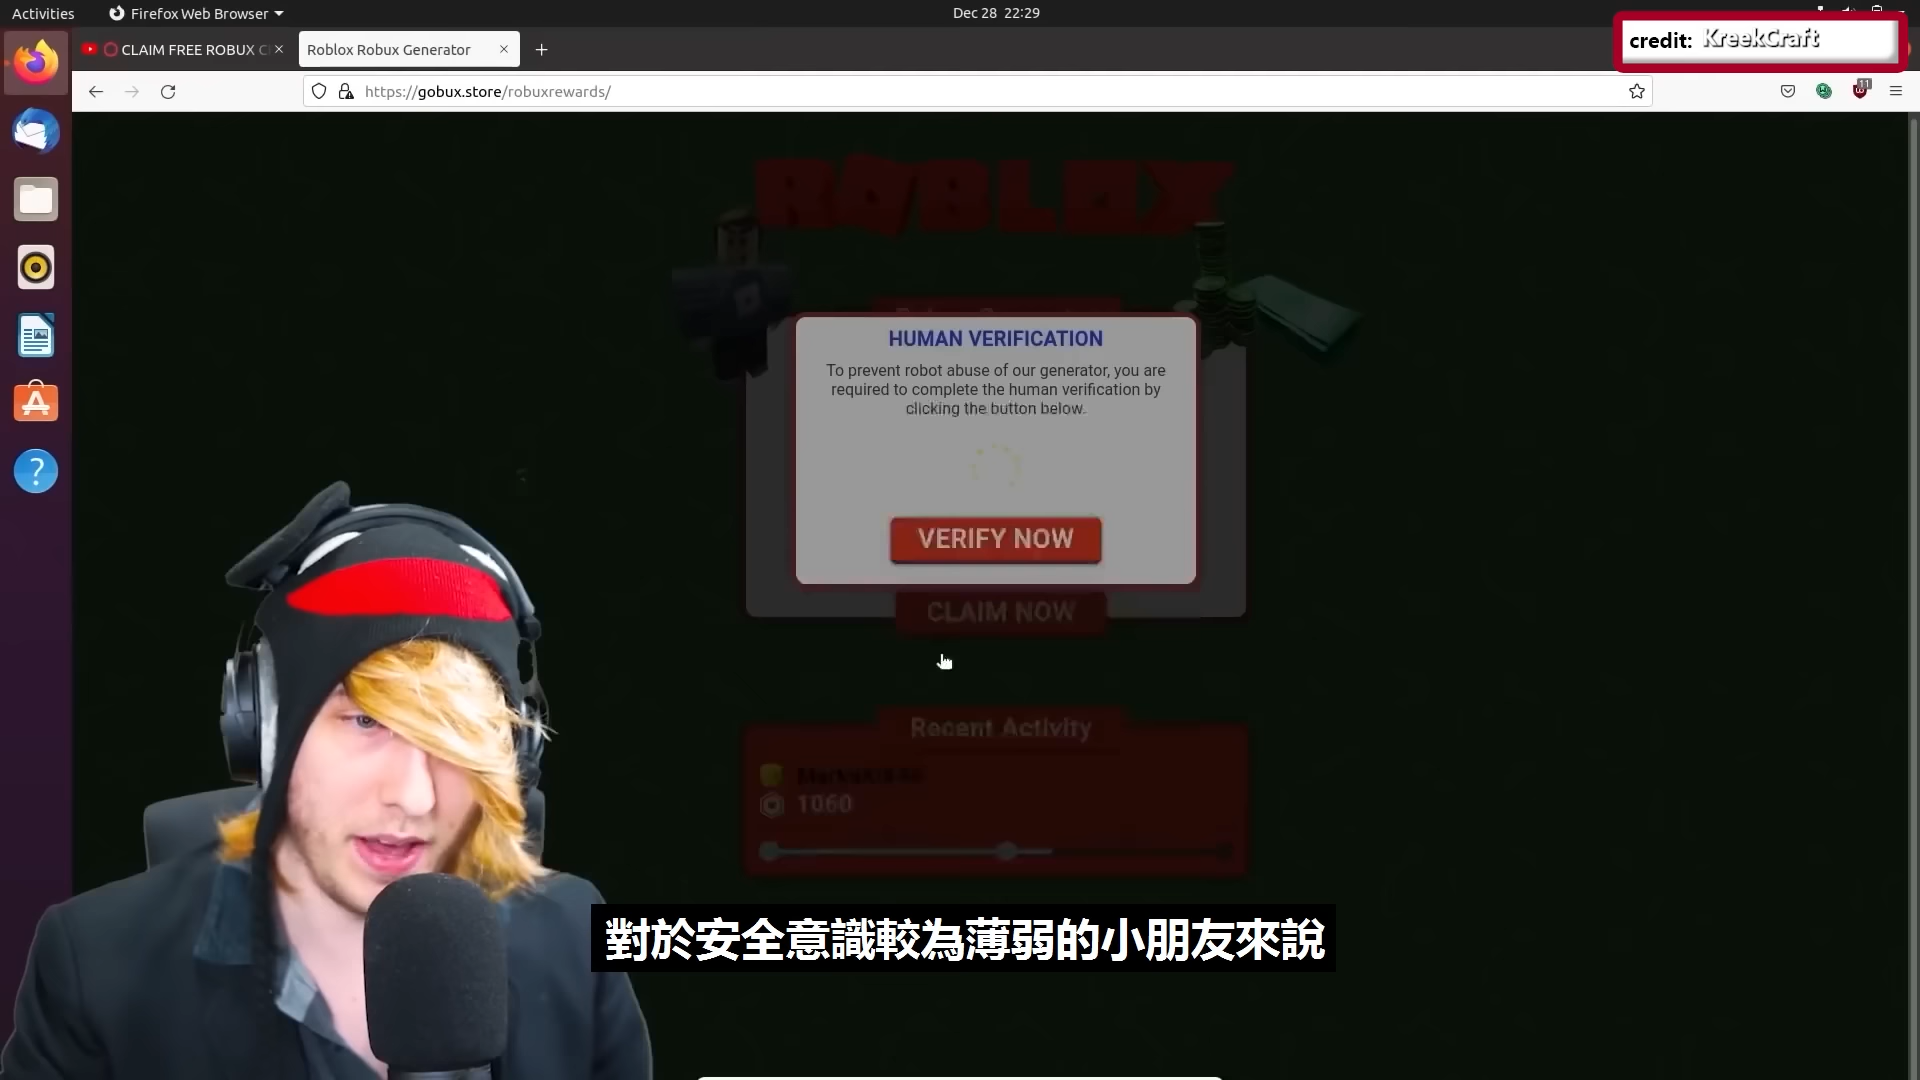 Activities
Firefox Web Browser
Dec 28 22:29
CLAIM FREE ROBUX
Roblox Robux Generator
credit: KreekCraft
https://gobux.store/robuxrewards/
11
ROBLOX
HUMAN VERIFICATION
To prevent robot abuse of our generator, you are
required to complete the human verification by
clicking the button below.
VERIFY NOW
CLAIM NOW
Recent Activity
1060
對於安全意識較為薄弱的小朋友來說